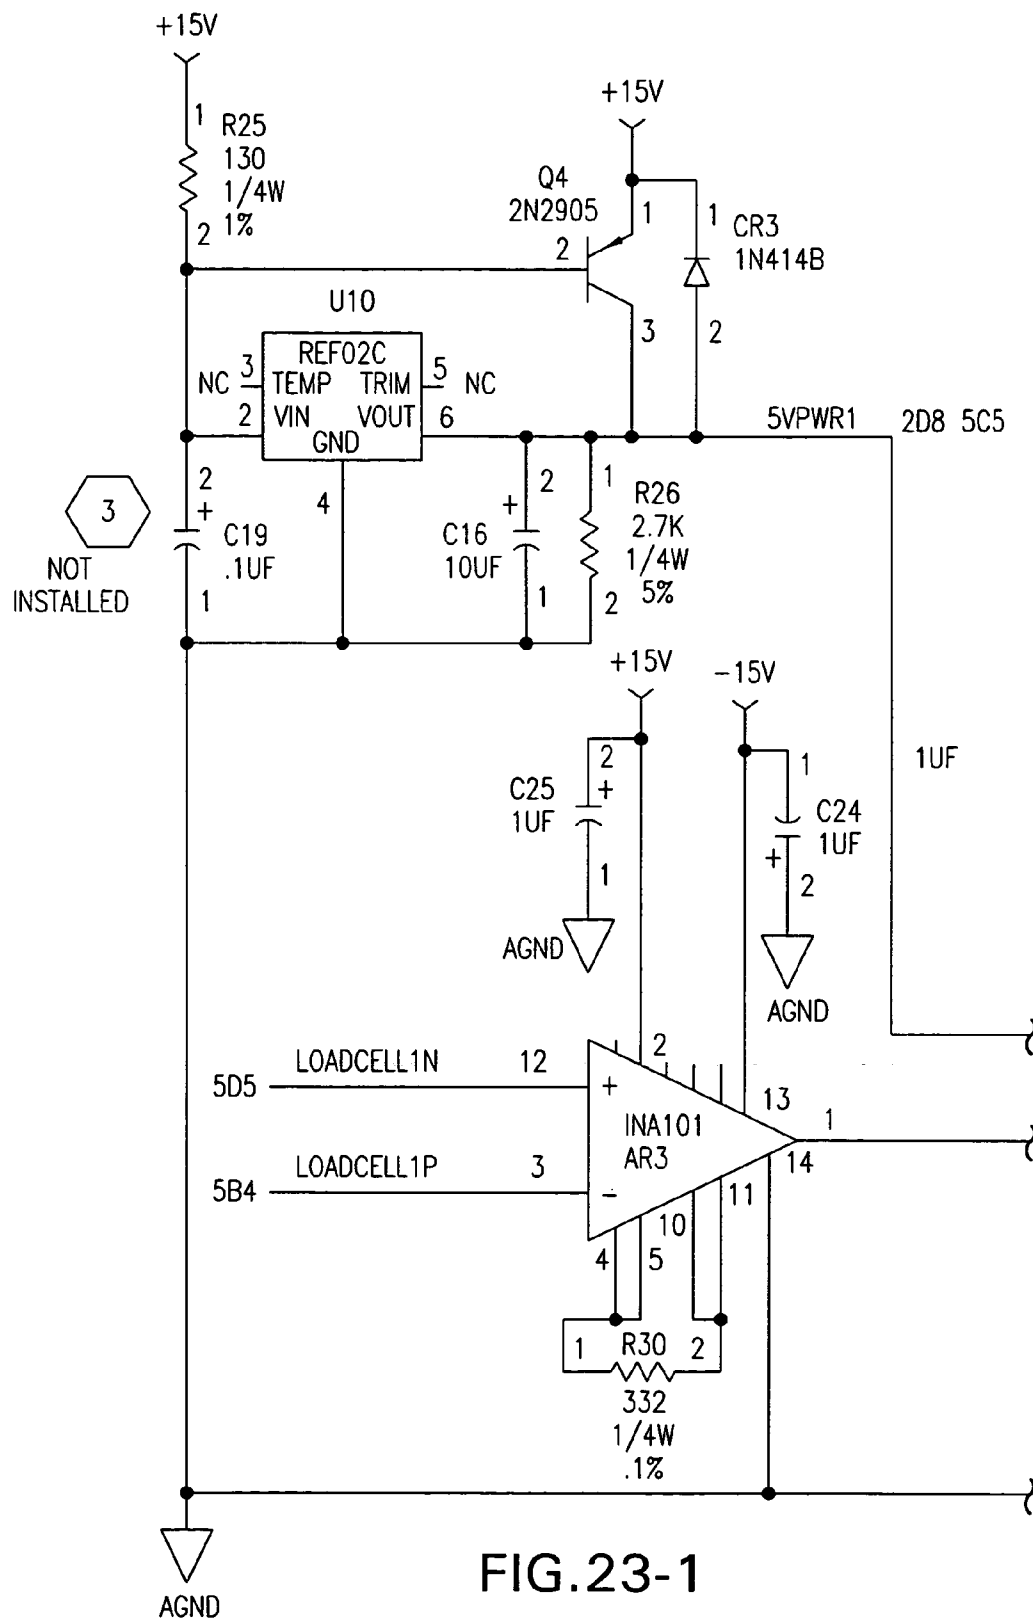 +15V
1
R25
130
1/4W
1%
2
+15V
Q4
2N2905
1
2
3
1
CR3
1N414B
2
U10
REF02C
NC 3 TEMP TRIM 5 NC
2 VIN VOUT 6
GND
4
5VPWR1 2D8 5C5
3
NOT
INSTALLED
2
+
C19
.1UF
1
2
+
C16
10UF
1
1
R26
2.7K
1/4W
5%
2
+15V
-15V
2
+
C25
1UF
1
AGND
1
C24
1UF
+
2
AGND
1UF
5D5 LOADCELL1N 12
5B4 LOADCELL1P 3
+
-
INA101
AR3
2
13
1
14
11
10
4
5
1 R30 2
332
1/4W
.1%
AGND
FIG.23-1